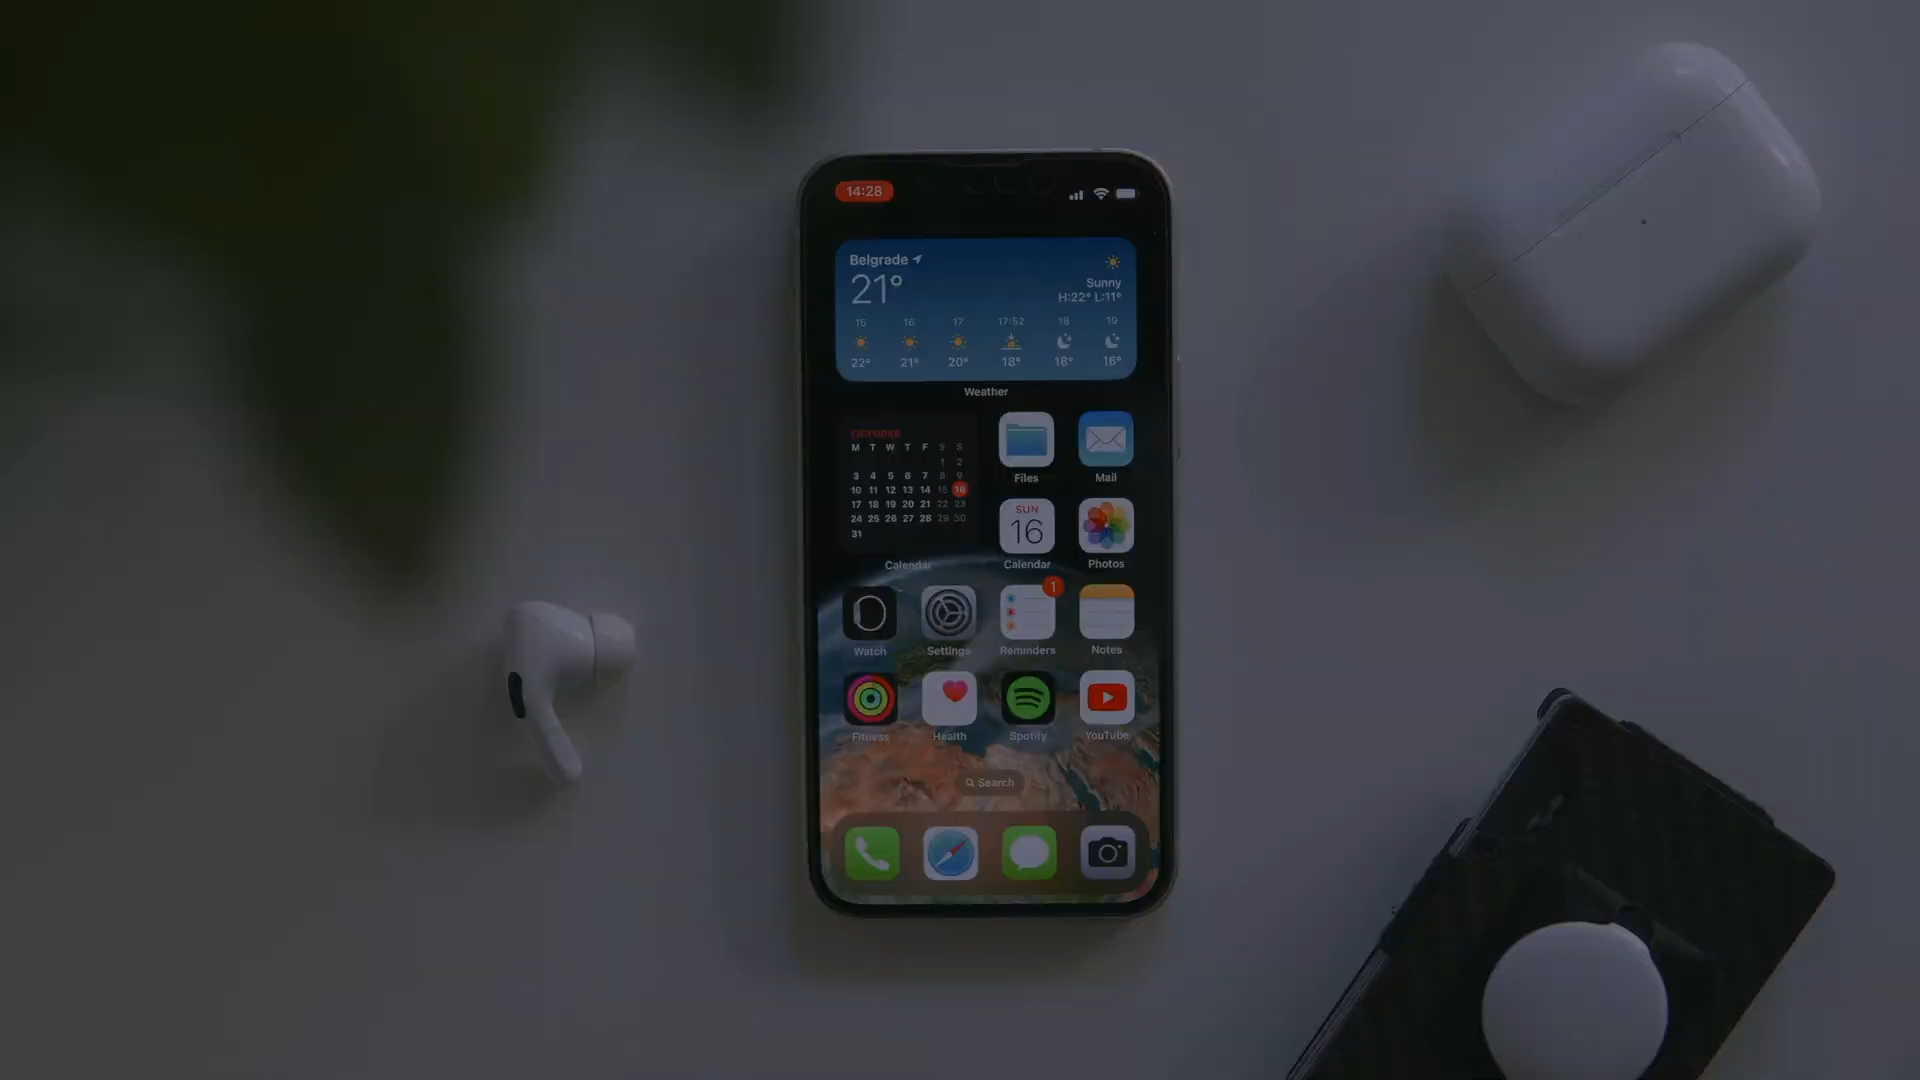 14:28
Belgrade
21°
Sunny
H:22° L:11°
15 16 17 17:52 18 19
22° 21° 20° 18° 18° 16°
Weather
OCTOBER
M T W T F S S
1 2
3 4 5 6 7 8 9
10 11 12 13 14 15 16
17 18 19 20 21 22 23
24 25 26 27 28 29 30
31
Calendar
Files
Mail
SUN
16
Calendar
Photos
1
Watch
Settings
Reminders
Notes
Fitness
Health
Spotify
YouTube
Search